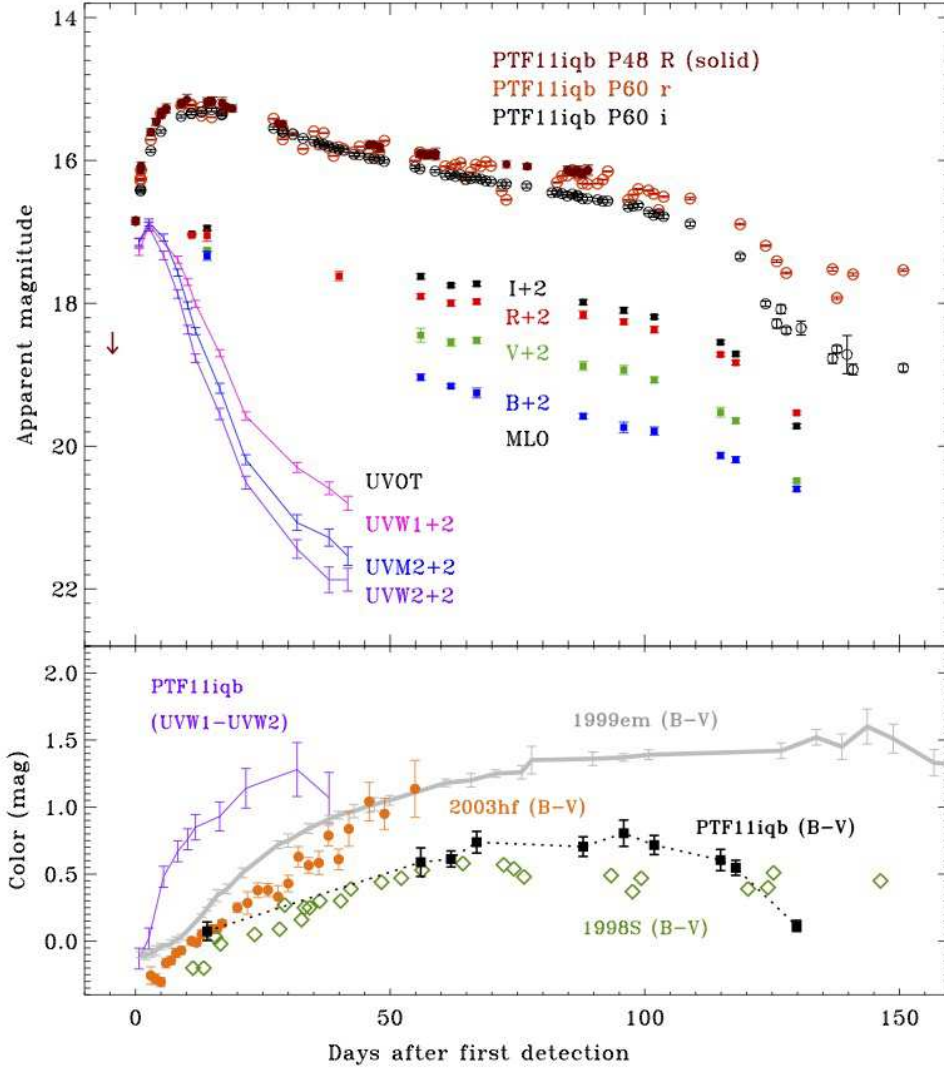 14
16
18
20
22
Apparent magnitude
PTF11iqb P48 R (solid)
PTF11iqb P60 r
PTF11iqb P60 i
I+2
R+2
V+2
B+2
MLO
UVOT
UVW1+2
UVM2+2
UVW2+2
2.0
1.5
1.0
0.5
0.0
Color (mag)
PTF11iqb
(UVW1-UVW2)
1999em (B-V)
2003hf (B-V)
PTF11iqb (B-V)
1998S (B-V)
0
50
100
150
Days after first detection